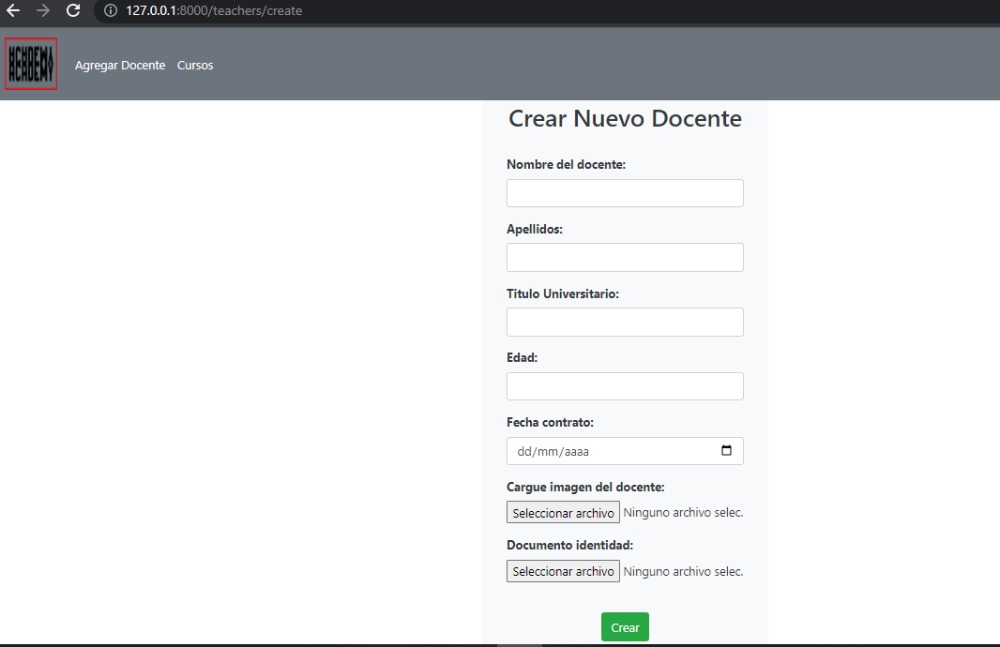 127.0.0.1:8000/teachers/create
ACADEMY
Agregar Docente Cursos
Crear Nuevo Docente
Nombre del docente:
Apellidos:
Titulo Universitario:
Edad:
Fecha contrato:
dd/mm/aaaa
Cargue imagen del docente:
Seleccionar archivo Ninguno archivo selec.
Documento identidad:
Seleccionar archivo Ninguno archivo selec.
Crear